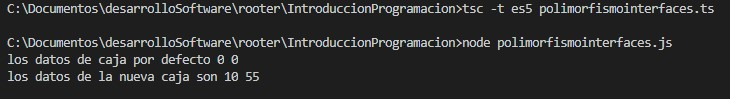 C:\Documentos\desarrolloSoftware\rooter\IntroduccionProgramacion>tsc -t es5 polimorfismointerfaces.ts
C:\Documentos\desarrolloSoftware\rooter\IntroduccionProgramacion>node polimorfismointerfaces.js
los datos de caja por defecto 0 0
los datos de la nueva caja son 10 55